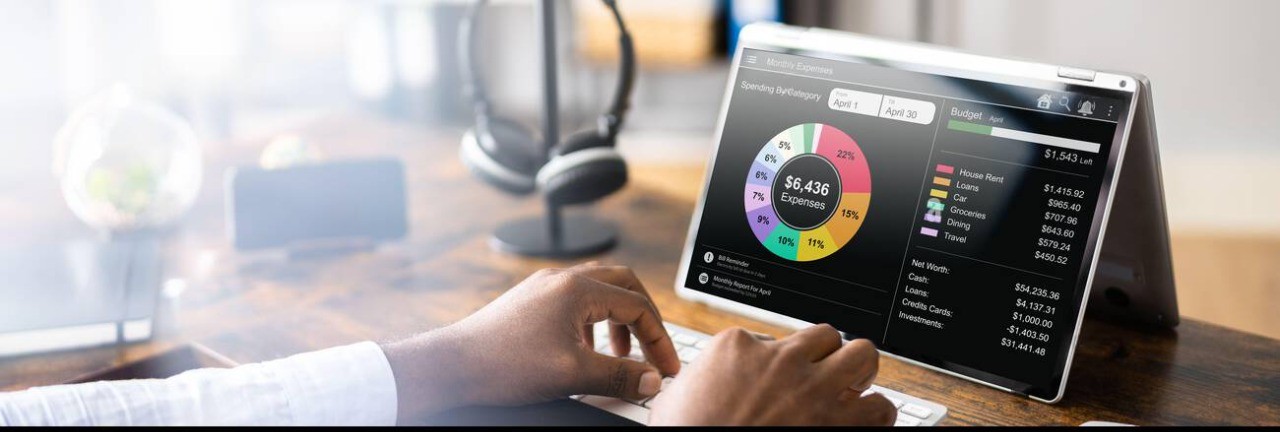 Monthly Expenses
Spending By Category
From
April 1
To
April 30
5%
6%
6%
7%
9%
10%
11%
15%
22%
$6,436
Expenses
Bill Reminder
Monthly Report For April
Budget April
$1,543 Left
House Rent $1,415.92
Loans $965.40
Car $707.96
Groceries $643.60
Dining $579.24
Travel $450.52
Net Worth: $54,235.36
Cash: $4,137.31
Loans: $1,000.00
Credits Cards: -$1,403.50
Investments: $31,441.48